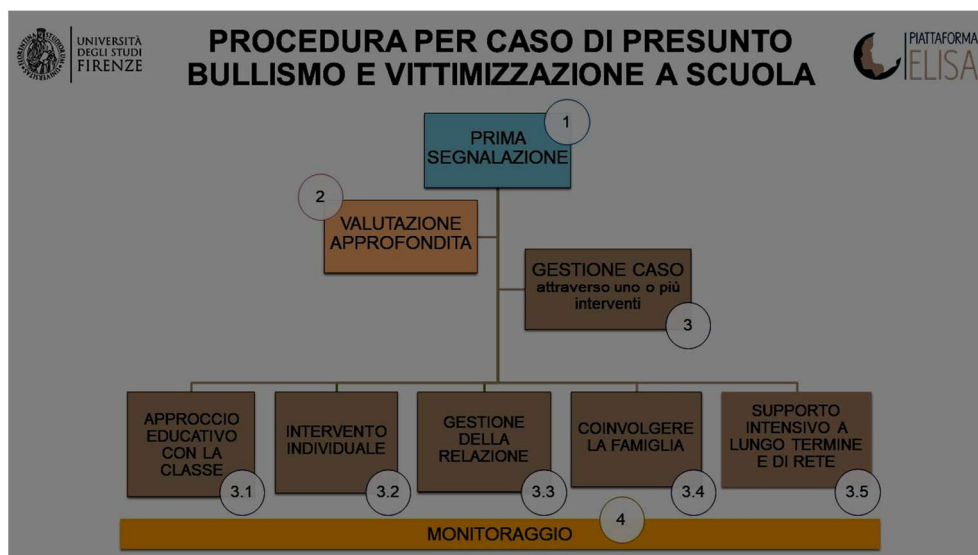 UNIVERSITÀ
DEGLI STUDI
FIRENZE
PROCEDURA PER CASO DI PRESUNTO
BULLISMO E VITTIMIZZAZIONE A SCUOLA
PIATTAFORMA
ELISA
1
PRIMA
SEGNALAZIONE
2
VALUTAZIONE
APPROFONDITA
GESTIONE CASO
attraverso uno o più
interventi
3
APPROCCIO
EDUCATIVO
CON LA
CLASSE
3.1
INTERVENTO
INDIVIDUALE
3.2
GESTIONE
DELLA
RELAZIONE
3.3
COINVOLGERE
LA FAMIGLIA
3.4
SUPPORTO
INTENSIVO A
LUNGO TERMINE
E DI RETE
3.5
4
MONITORAGGIO